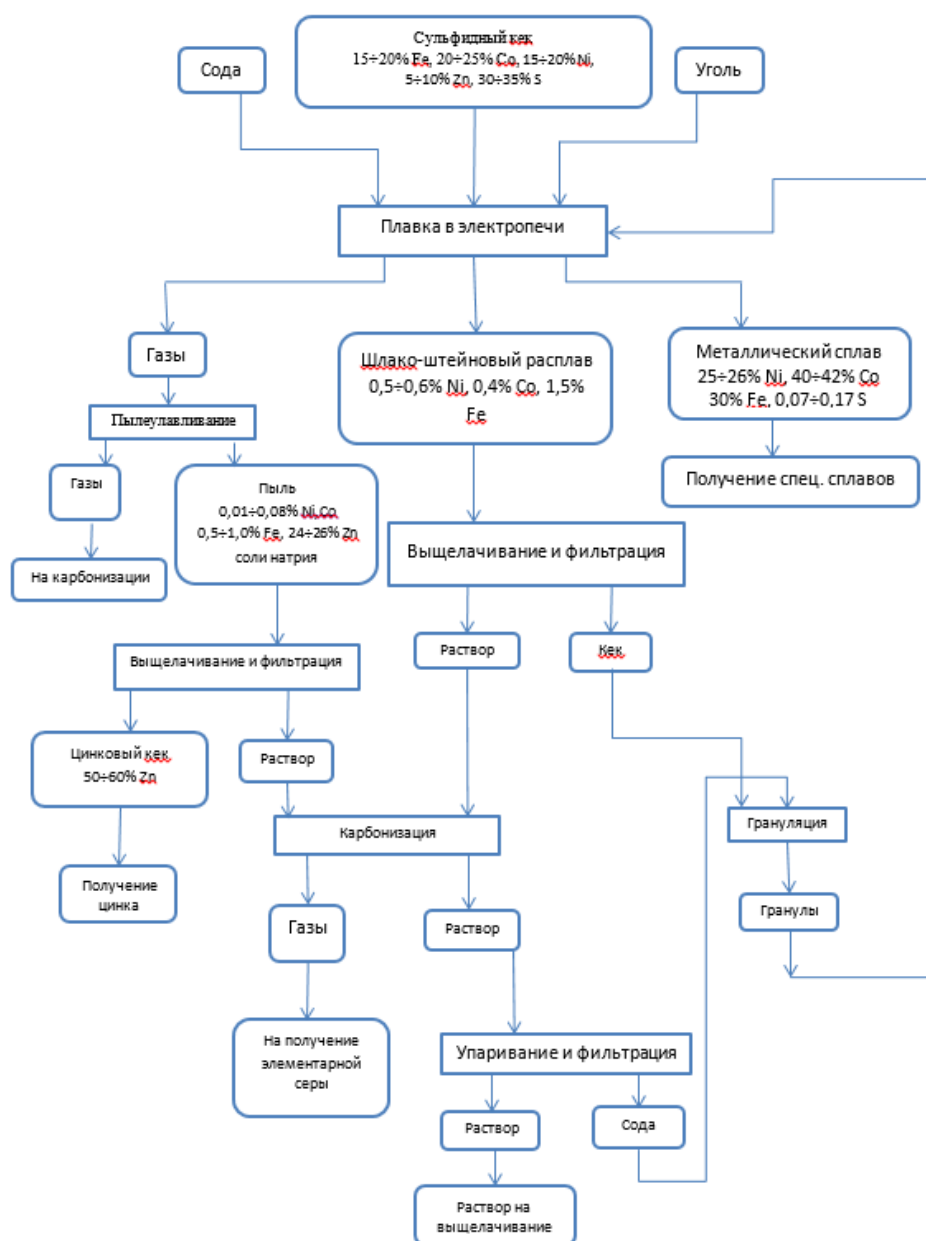 Сульфидный кек
15÷20% Fe, 20÷25% Co, 15÷20% Ni,
5÷10% Zn, 30÷35% S
Сода
Уголь
Плавка в электропечи
Газы
Шлако-штейновый расплав
0,5÷0,6% Ni, 0,4% Co, 1,5%
Fe
Металлический сплав
25÷26% Ni, 40÷42% Co
30% Fe, 0,07÷0,17 S
Пылеулавливание
Получение спец. сплавов
Газы
Пыль
0,01÷0,08% Ni,Co
0,5÷1,0% Fe, 24÷26% Zn
соли натрия
На карбонизации
Выщелачивание и фильтрация
Раствор
Кек
Выщелачивание и фильтрация
Цинковый кек
50÷60% Zn
Раствор
Карбонизация
Грануляция
Получение
цинка
Газы
Раствор
Гранулы
На получение
элементарной
серы
Упаривание и фильтрация
Раствор
Сода
Раствор на
выщелачивание